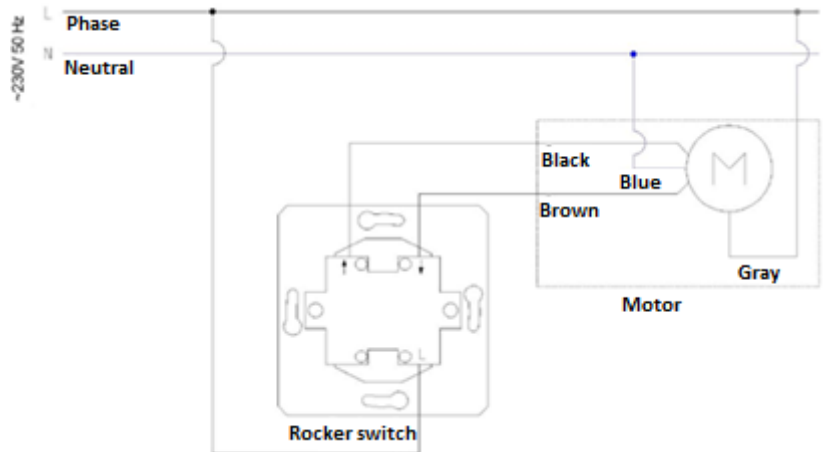 L
Phase
~230V 50 Hz
N
Neutral
Black
M
Blue
Brown
Gray
Motor
L
Rocker switch